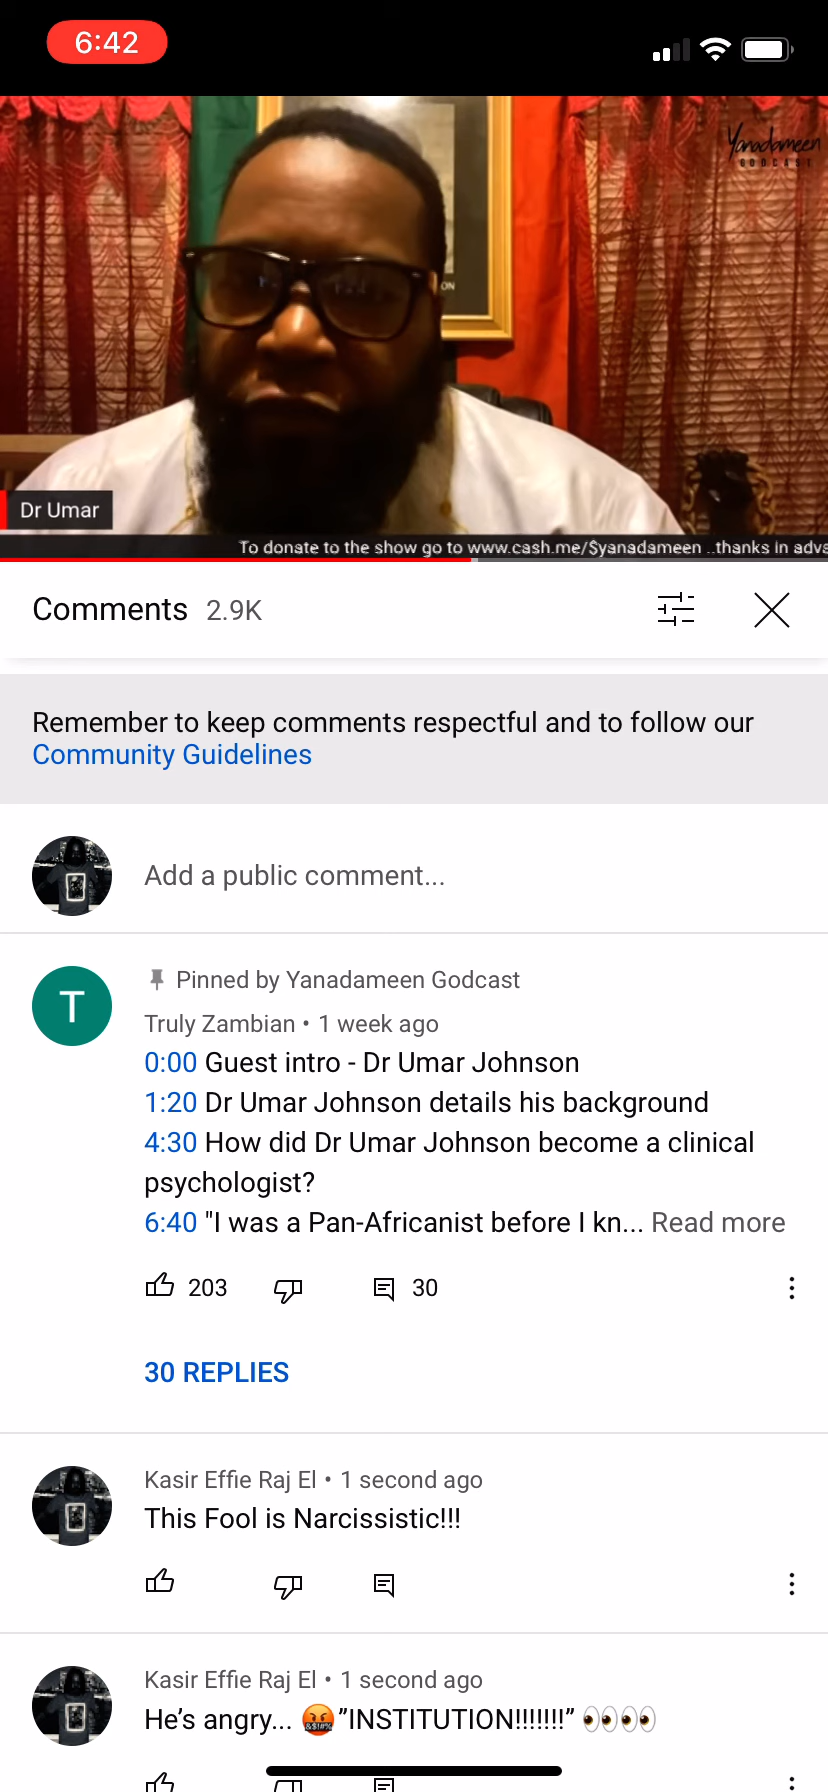 6:42
Yanadameen
GODCAST
ON
Dr Umar
To donate to the show go to www.cash.me/$yanadameen ..thanks in adva
Comments 2.9K
Remember to keep comments respectful and to follow our
Community Guidelines
Add a public comment...
T
Pinned by Yanadameen Godcast
Truly Zambian • 1 week ago
0:00 Guest intro - Dr Umar Johnson
1:20 Dr Umar Johnson details his background
4:30 How did Dr Umar Johnson become a clinical
psychologist?
6:40 "I was a Pan-Africanist before I kn... Read more
203 30
30 REPLIES
Kasir Effie Raj El • 1 second ago
This Fool is Narcissistic!!!
Kasir Effie Raj El • 1 second ago
He’s angry... 🤬”INSTITUTION!!!!!!!” 👀👀